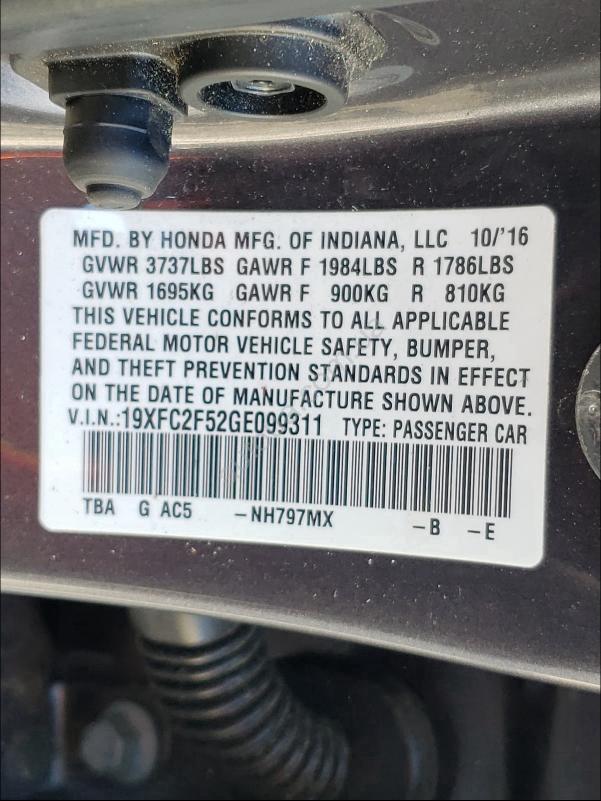 MFD. BY HONDA MFG. OF INDIANA, LLC 10/'16
GVWR 3737LBS GAWR F 1984LBS R 1786LBS
GVWR 1695KG GAWR F 900KG R 810KG
THIS VEHICLE CONFORMS TO ALL APPLICABLE
FEDERAL MOTOR VEHICLE SAFETY, BUMPER,
AND THEFT PREVENTION STANDARDS IN EFFECT
ON THE DATE OF MANUFACTURE SHOWN ABOVE.
V.I.N.:19XFC2F52GE099311 TYPE: PASSENGER CAR
TBA G AC5 -NH797MX -B -E